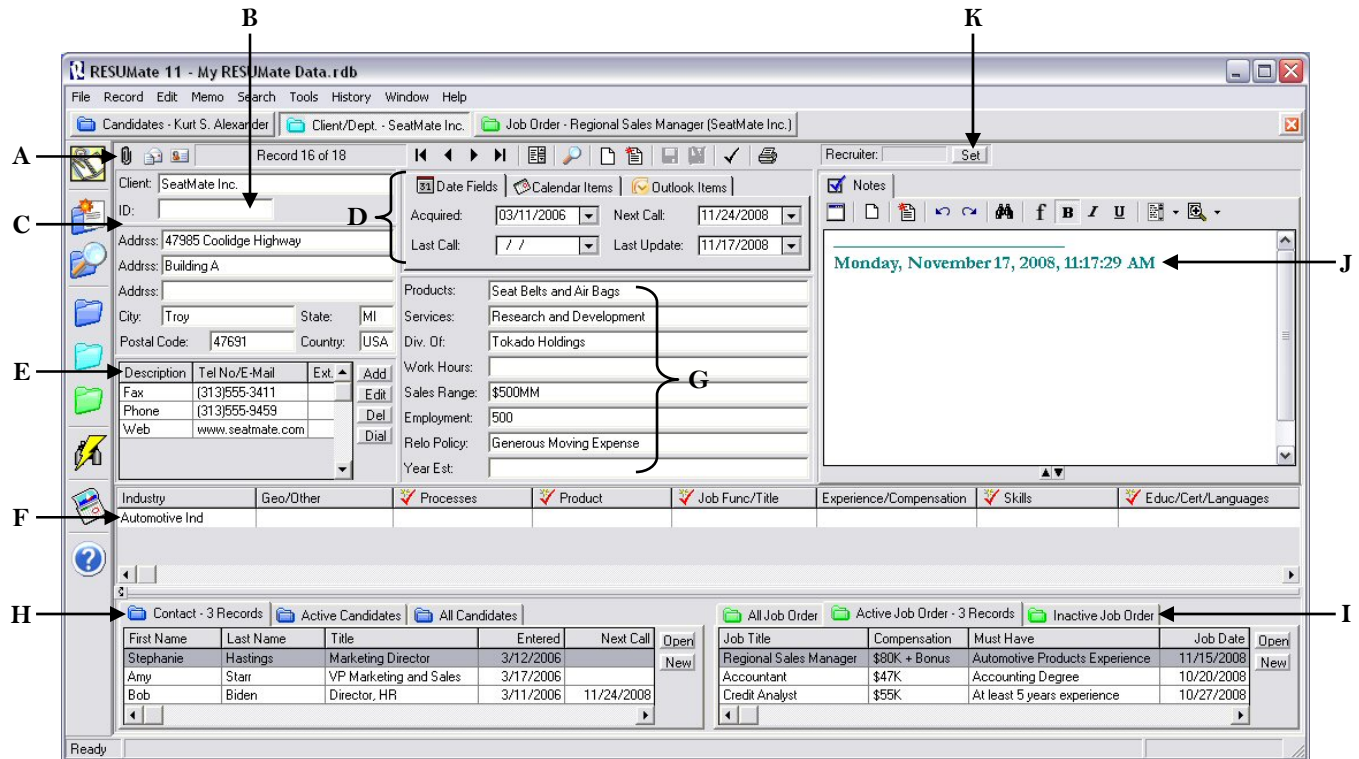 B K
RESUMate 11 - My RESUMate Data.rdb
File Record Edit Memo Search Tools History Window Help
Candidates - Kurt S. Alexander Client/Dept. - SeatMate Inc. Job Order - Regional Sales Manager (SeatMate Inc.)
A Record 16 of 18 Recruiter: Set
Client: SeatMate Inc.
ID:
C
Addrss: 47985 Coolidge Highway
Addrss: Building A
Addrss:
City: Troy State: MI
Postal Code: 47691 Country: USA
D
31 Date Fields Calendar Items Outlook Items
Acquired: 03/11/2006 Next Call: 11/24/2008
Last Call: / / Last Update: 11/17/2008
Notes
f B I U
Monday, November 17, 2008, 11:17:29 AM J
E
Description Tel No/E-Mail Ext. Add
Fax (313)555-3411 Edit
Phone (313)555-9459 Del
Web www.seatmate.com Dial
Products: Seat Belts and Air Bags
Services: Research and Development
Div. Of: Tokado Holdings
Work Hours:
G
Sales Range: $500MM
Employment: 500
Relo Policy: Generous Moving Expense
Year Est:
Industry Geo/Other Processes Product Job Func/Title Experience/Compensation Skills Educ/Cert/Languages
F Automotive Ind
H Contact - 3 Records Active Candidates All Candidates
First Name Last Name Title Entered Next Call Open
Stephanie Hastings Marketing Director 3/12/2006 New
Amy Starr VP Marketing and Sales 3/17/2006
Bob Biden Director, HR 3/11/2006 11/24/2008
All Job Order Active Job Order - 3 Records Inactive Job Order I
Job Title Compensation Must Have Job Date Open
Regional Sales Manager $80K + Bonus Automotive Products Experience 11/15/2008 New
Accountant $47K Accounting Degree 10/20/2008
Credit Analyst $55K At least 5 years experience 10/27/2008
Ready